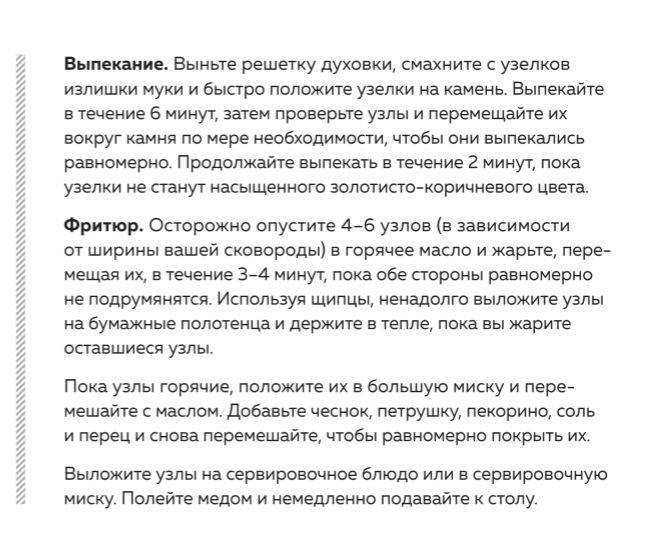 Выпекание. Выньте решетку духовки, смахните с узелков
излишки муки и быстро положите узелки на камень. Выпекайте
в течение 6 минут, затем проверьте узлы и перемещайте их
вокруг камня по мере необходимости, чтобы они выпекались
равномерно. Продолжайте выпекать в течение 2 минут, пока
узелки не станут насыщенного золотисто-коричневого цвета.
Фритюр. Осторожно опустите 4–6 узлов (в зависимости
от ширины вашей сковороды) в горячее масло и жарьте, пере-
мещая их, в течение 3–4 минут, пока обе стороны равномерно
не подрумянятся. Используя щипцы, ненадолго выложите узлы
на бумажные полотенца и держите в тепле, пока вы жарите
оставшиеся узлы.
Пока узлы горячие, положите их в большую миску и пере-
мешайте с маслом. Добавьте чеснок, петрушку, пекорино, соль
и перец и снова перемешайте, чтобы равномерно покрыть их.
Выложите узлы на сервировочное блюдо или в сервировочную
миску. Полейте медом и немедленно подавайте к столу.